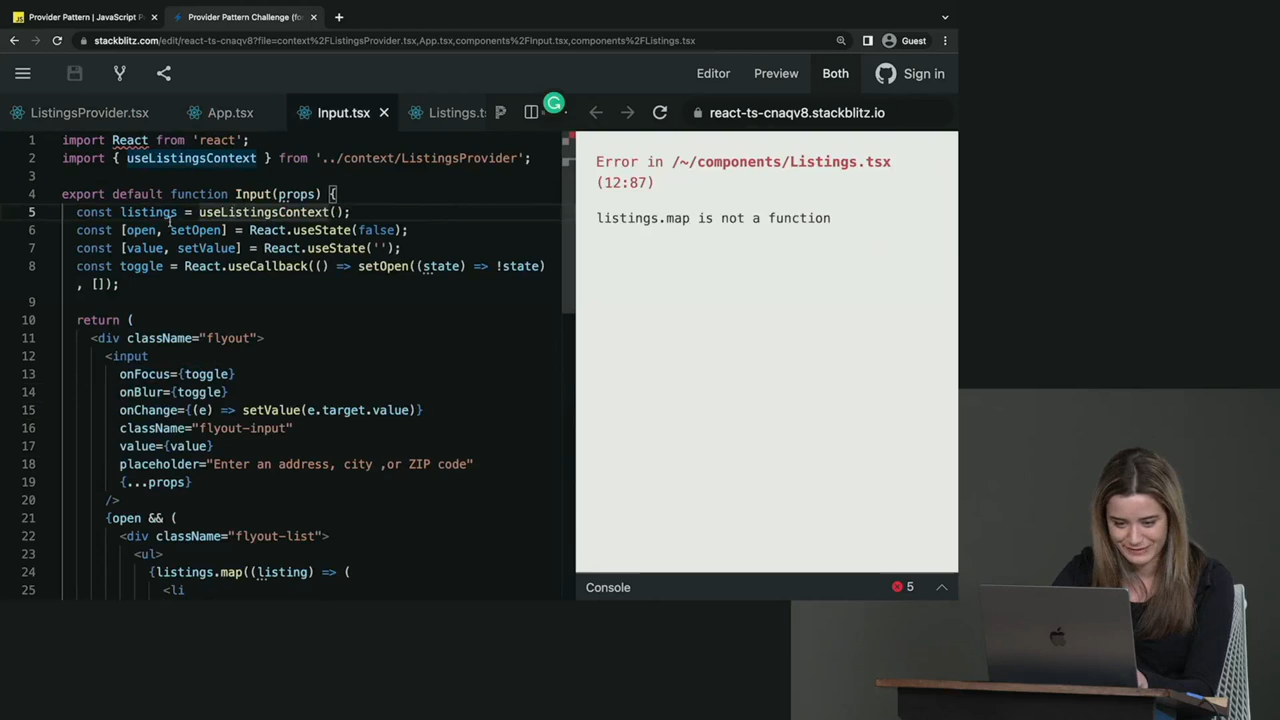 Provider Pattern | JavaScript P
Provider Pattern Challenge (fo
stackblitz.com/edit/react-ts-cnaqv8?file=context%2FListingsProvider.tsx,App.tsx,components%2FInput.tsx,components%2FListings.tsx
Guest
Editor
Preview
Both
Sign in
ListingsProvider.tsx
App.tsx
Input.tsx
Listings.t
react-ts-cnaqv8.stackblitz.io
1 import React from 'react';
2 import { useListingsContext } from '../context/ListingsProvider';
3
4 export default function Input(props) {
5 const listings = useListingsContext();
6 const [open, setOpen] = React.useState(false);
7 const [value, setValue] = React.useState('');
8 const toggle = React.useCallback(() => setOpen((state) => !state)
, []);
9
10 return (
11 <div className="flyout">
12 <input
13 onFocus={toggle}
14 onBlur={toggle}
15 onChange={(e) => setValue(e.target.value)}
16 className="flyout-input"
17 value={value}
18 placeholder="Enter an address, city ,or ZIP code"
19 {...props}
20 />
21 {open && (
22 <div className="flyout-list">
23 <ul>
24 {listings.map((listing) => (
25 <li
Error in /~/components/Listings.tsx
(12:87)
listings.map is not a function
Console
5